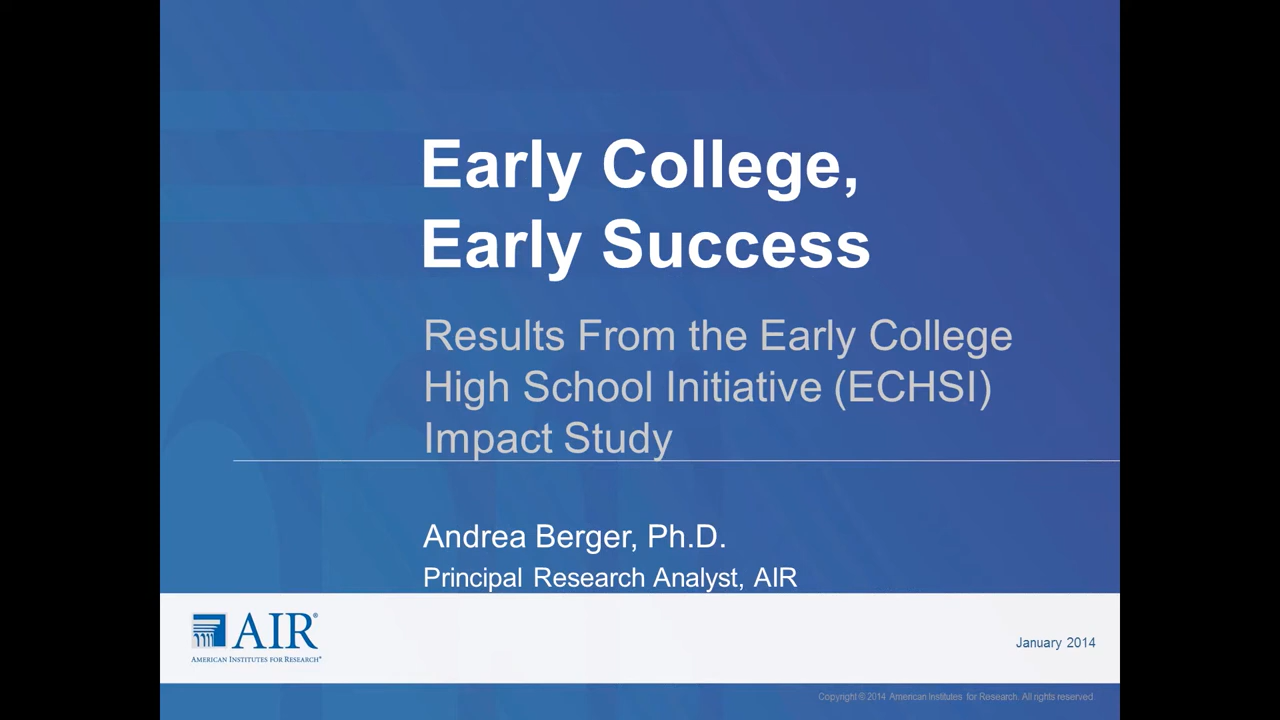 Early College,
Early Success
Results From the Early College
High School Initiative (ECHSI)
Impact Study
Andrea Berger, Ph.D.
Principal Research Analyst, AIR
AIR®
AMERICAN INSTITUTES FOR RESEARCH®
January 2014
Copyright © 2014 American Institutes for Research. All rights reserved.